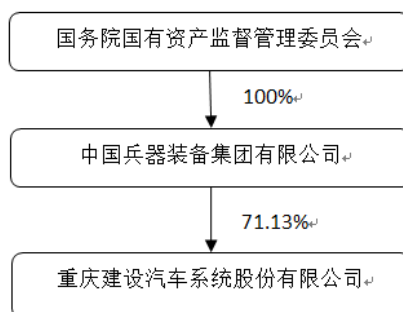 国务院国有资产监督管理委员会
100%
中国兵器装备集团有限公司
71.13%
重庆建设汽车系统股份有限公司